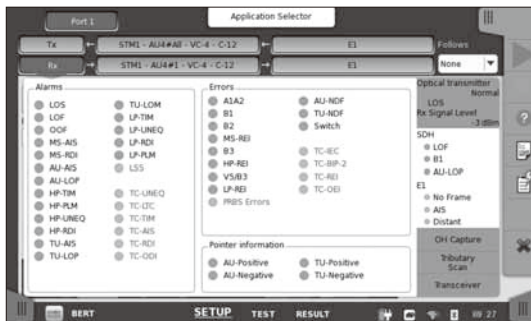 Port 1
Application Selector
Tx
STM1 - AU4#All - VC-4 - C-12
E1
Follows
Rx
STM1 - AU4#1 - VC-4 - C-12
E1
None
Alarms
LOS
LOF
OOF
MS-AIS
MS-RDI
AU-AIS
AU-LOP
HP-TIM
HP-PLM
HP-UNEQ
HP-RDI
TU-AIS
TU-LOP
TU-LOM
LP-TIM
LP-UNEQ
LP-RDI
LP-PLM
LSS
TC-UNEQ
TC-LTC
TC-TIM
TC-AIS
TC-RDI
TC-ODI
Errors
A1A2
B1
B2
MS-REI
B3
HP-REI
V5/B3
LP-REI
PRBS Errors
AU-NDF
TU-NDF
Switch
TC-IEC
TC-BIP-2
TC-REI
TC-OEI
Pointer information
AU-Positive
AU-Negative
TU-Positive
TU-Negative
Optical transmitter
Normal
LOS
Rx Signal Level
-3 dBm
SDH
LOF
B1
AU-LOP
E1
No Frame
AIS
Distant
OH Capture
Tributary
Scan
Transceiver
BERT
SETUP
TEST
RESULT
27